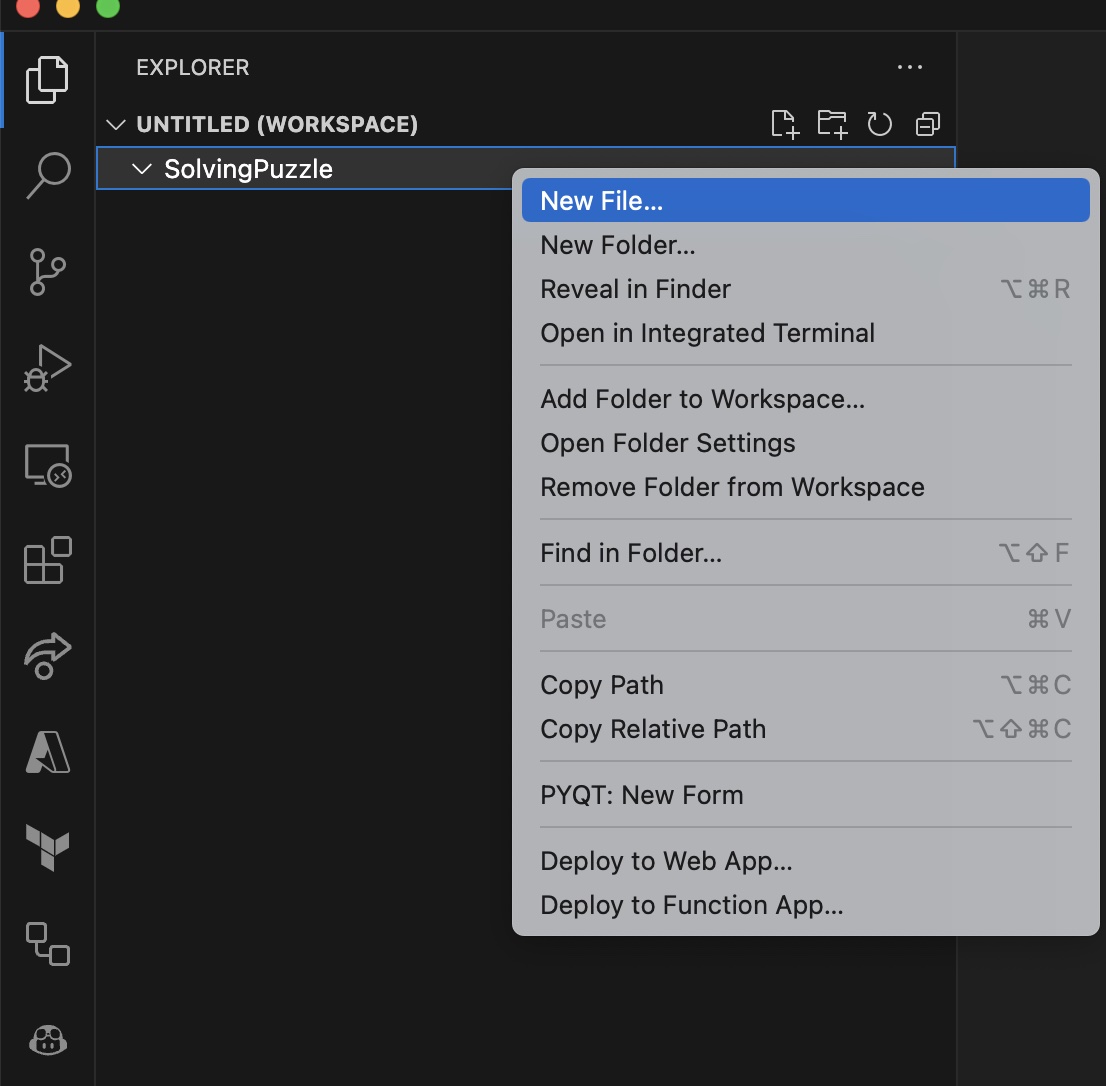 EXPLORER
UNTITLED (WORKSPACE)
SolvingPuzzle
New File...
New Folder...
Reveal in Finder ⌥⌘R
Open in Integrated Terminal
Add Folder to Workspace...
Open Folder Settings
Remove Folder from Workspace
Find in Folder... ⌥⇧F
Paste ⌘V
Copy Path ⌥⌘C
Copy Relative Path ⌥⇧⌘C
PYQT: New Form
Deploy to Web App...
Deploy to Function App...